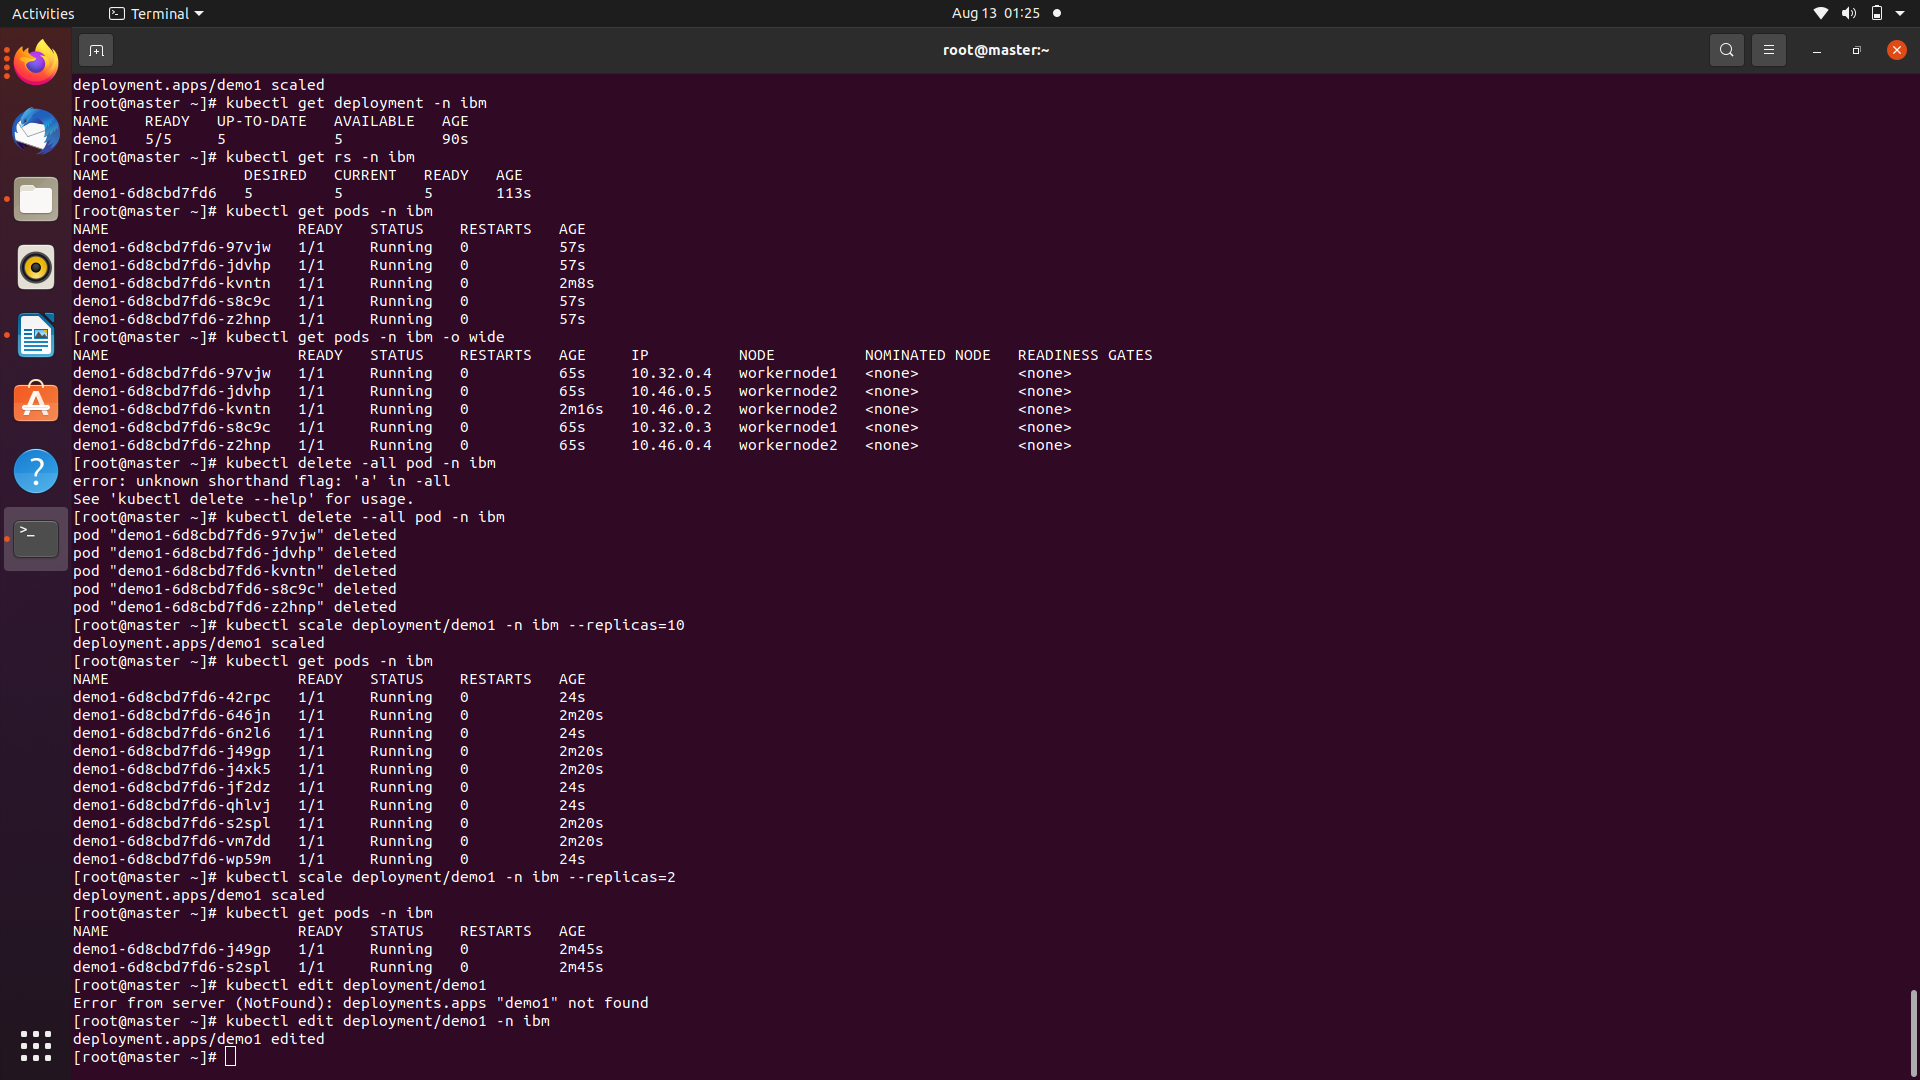 Activities Terminal Aug 13 01:25
root@master:~
deployment.apps/demo1 scaled
[root@master ~]# kubectl get deployment -n ibm
NAME    READY   UP-TO-DATE   AVAILABLE   AGE
demo1   5/5     5            5           90s
[root@master ~]# kubectl get rs -n ibm
NAME               DESIRED   CURRENT   READY   AGE
demo1-6d8cbd7fd6   5         5         5       113s
[root@master ~]# kubectl get pods -n ibm
NAME                     READY   STATUS    RESTARTS   AGE
demo1-6d8cbd7fd6-97vjw   1/1     Running   0          57s
demo1-6d8cbd7fd6-jdvhp   1/1     Running   0          57s
demo1-6d8cbd7fd6-kvntn   1/1     Running   0          2m8s
demo1-6d8cbd7fd6-s8c9c   1/1     Running   0          57s
demo1-6d8cbd7fd6-z2hnp   1/1     Running   0          57s
[root@master ~]# kubectl get pods -n ibm -o wide
NAME                     READY   STATUS    RESTARTS   AGE     IP          NODE          NOMINATED NODE   READINESS GATES
demo1-6d8cbd7fd6-97vjw   1/1     Running   0          65s     10.32.0.4   workernode1   <none>           <none>
demo1-6d8cbd7fd6-jdvhp   1/1     Running   0          65s     10.46.0.5   workernode2   <none>           <none>
demo1-6d8cbd7fd6-kvntn   1/1     Running   0          2m16s   10.46.0.2   workernode2   <none>           <none>
demo1-6d8cbd7fd6-s8c9c   1/1     Running   0          65s     10.32.0.3   workernode1   <none>           <none>
demo1-6d8cbd7fd6-z2hnp   1/1     Running   0          65s     10.46.0.4   workernode2   <none>           <none>
[root@master ~]# kubectl delete -all pod -n ibm
error: unknown shorthand flag: 'a' in -all
See 'kubectl delete --help' for usage.
[root@master ~]# kubectl delete --all pod -n ibm
pod "demo1-6d8cbd7fd6-97vjw" deleted
pod "demo1-6d8cbd7fd6-jdvhp" deleted
pod "demo1-6d8cbd7fd6-kvntn" deleted
pod "demo1-6d8cbd7fd6-s8c9c" deleted
pod "demo1-6d8cbd7fd6-z2hnp" deleted
[root@master ~]# kubectl scale deployment/demo1 -n ibm --replicas=10
deployment.apps/demo1 scaled
[root@master ~]# kubectl get pods -n ibm
NAME                     READY   STATUS    RESTARTS   AGE
demo1-6d8cbd7fd6-42rpc   1/1     Running   0          24s
demo1-6d8cbd7fd6-646jn   1/1     Running   0          2m20s
demo1-6d8cbd7fd6-6n2l6   1/1     Running   0          24s
demo1-6d8cbd7fd6-j49gp   1/1     Running   0          2m20s
demo1-6d8cbd7fd6-j4xk5   1/1     Running   0          2m20s
demo1-6d8cbd7fd6-jf2dz   1/1     Running   0          24s
demo1-6d8cbd7fd6-qhlvj   1/1     Running   0          24s
demo1-6d8cbd7fd6-s2spl   1/1     Running   0          2m20s
demo1-6d8cbd7fd6-vm7dd   1/1     Running   0          2m20s
demo1-6d8cbd7fd6-wp59m   1/1     Running   0          24s
[root@master ~]# kubectl scale deployment/demo1 -n ibm --replicas=2
deployment.apps/demo1 scaled
[root@master ~]# kubectl get pods -n ibm
NAME                     READY   STATUS    RESTARTS   AGE
demo1-6d8cbd7fd6-j49gp   1/1     Running   0          2m45s
demo1-6d8cbd7fd6-s2spl   1/1     Running   0          2m45s
[root@master ~]# kubectl edit deployment/demo1
Error from server (NotFound): deployments.apps "demo1" not found
[root@master ~]# kubectl edit deployment/demo1 -n ibm
deployment.apps/demo1 edited
[root@master ~]#